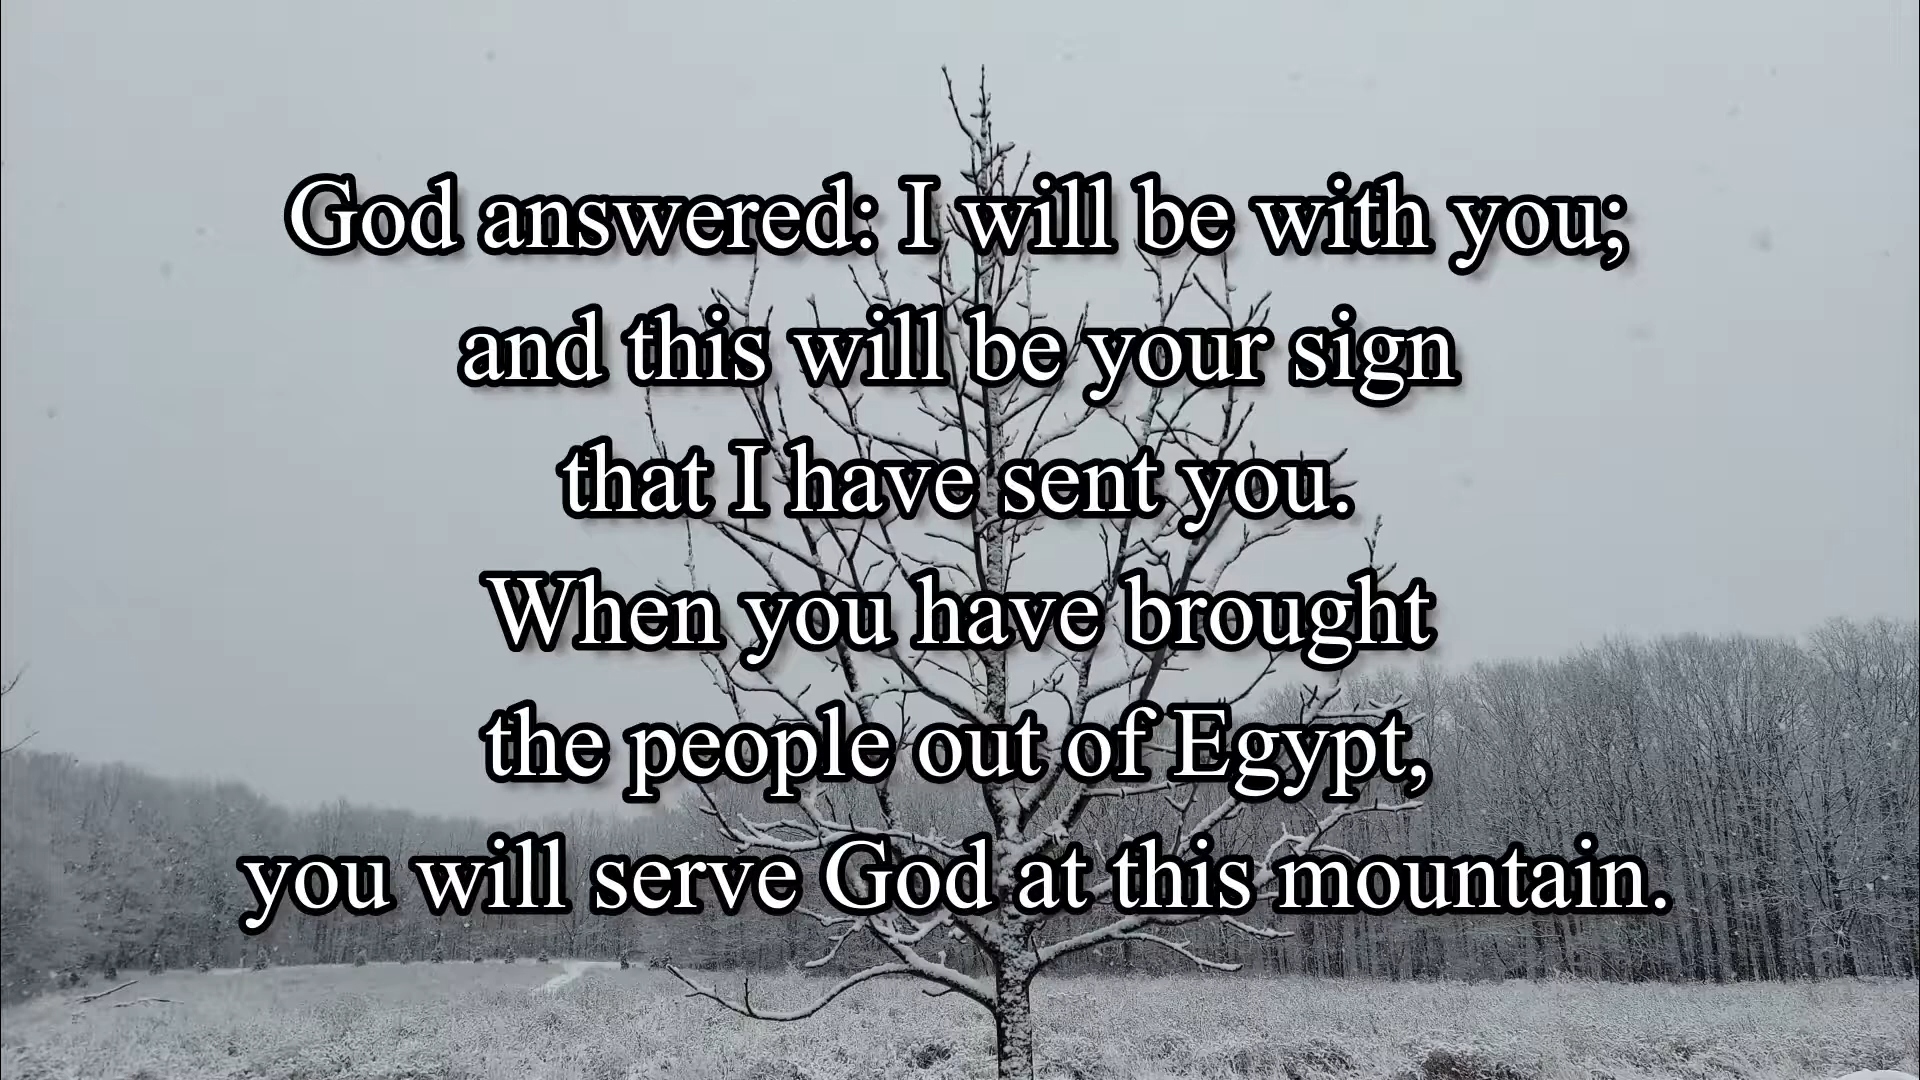 God answered: I will be with you;
and this will be your sign
that I have sent you.
When you have brought
the people out of Egypt,
you will serve God at this mountain.